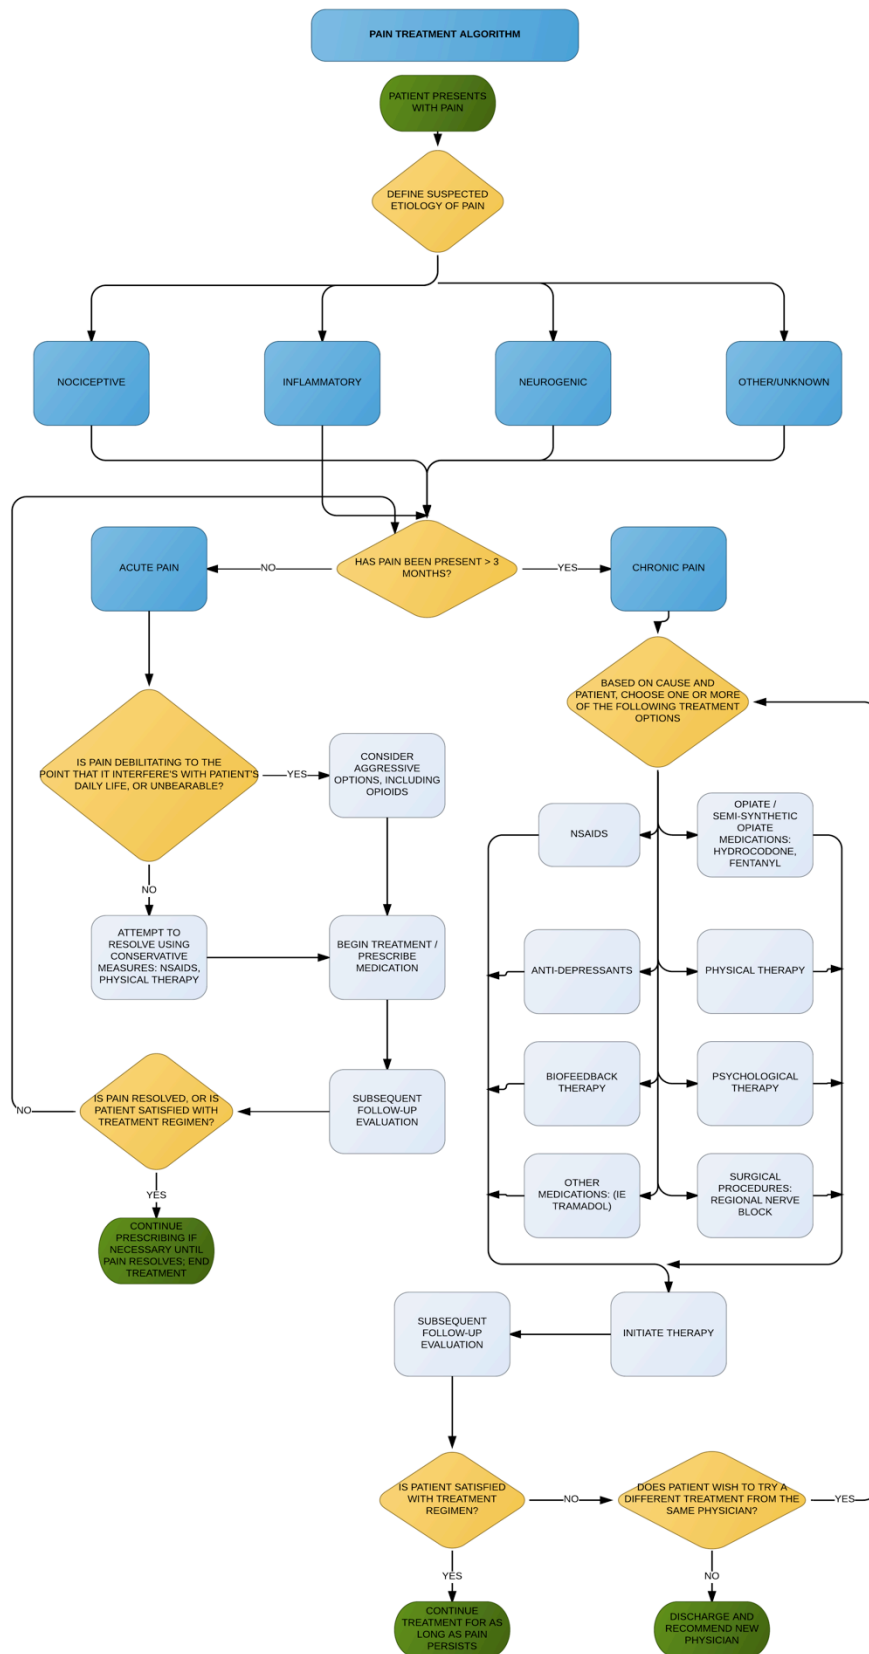 PAIN TREATMENT ALGORITHM
PATIENT PRESENTS
WITH PAIN
DEFINE SUSPECTED
ETIOLOGY OF PAIN
NOCICEPTIVE
INFLAMMATORY
NEUROGENIC
OTHER/UNKNOWN
HAS PAIN BEEN PRESENT > 3
MONTHS?
NO
YES
ACUTE PAIN
CHRONIC PAIN
IS PAIN DEBILITATING TO THE
POINT THAT IT INTERFERE'S WITH PATIENT'S
DAILY LIFE, OR UNBEARABLE?
YES
CONSIDER
AGGRESSIVE
OPTIONS, INCLUDING
OPIOIDS
NO
ATTEMPT TO
RESOLVE USING
CONSERVATIVE
MEASURES: NSAIDS,
PHYSICAL THERAPY
BEGIN TREATMENT /
PRESCRIBE
MEDICATION
SUBSEQUENT
FOLLOW-UP
EVALUATION
IS PAIN RESOLVED, OR IS
PATIENT SATISFIED WITH
TREATMENT REGIMEN?
NO
YES
CONTINUE
PRESCRIBING IF
NECESSARY UNTIL
PAIN RESOLVES; END
TREATMENT
BASED ON CAUSE AND
PATIENT, CHOOSE ONE OR MORE
OF THE FOLLOWING TREATMENT
OPTIONS
NSAIDS
OPIATE /
SEMI-SYNTHETIC
OPIATE
MEDICATIONS:
HYDROCODONE,
FENTANYL
ANTI-DEPRESSANTS
PHYSICAL THERAPY
BIOFEEDBACK
THERAPY
PSYCHOLOGICAL
THERAPY
OTHER
MEDICATIONS: (IE
TRAMADOL)
SURGICAL
PROCEDURES:
REGIONAL NERVE
BLOCK
INITIATE THERAPY
SUBSEQUENT
FOLLOW-UP
EVALUATION
IS PATIENT SATISFIED
WITH TREATMENT
REGIMEN?
NO
DOES PATIENT WISH TO TRY A
DIFFERENT TREATMENT FROM THE
SAME PHYSICIAN?
YES
YES
NO
CONTINUE
TREATMENT FOR AS
LONG AS PAIN
PERSISTS
DISCHARGE AND
RECOMMEND NEW
PHYSICIAN